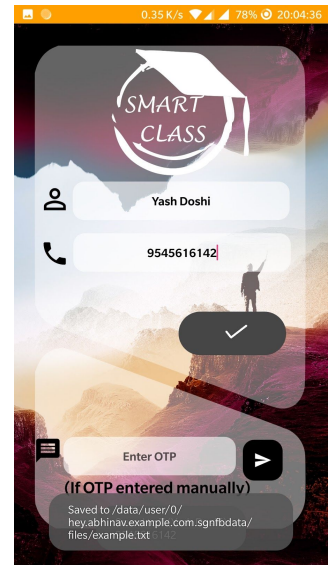 0.35 K/s 78% 20:04:36
SMART
CLASS
Yash Doshi
9545616142
Enter OTP
(If OTP entered manually)
Saved to /data/user/0/
hey.abhinav.example.com.sgnfbdata/
files/example.txt